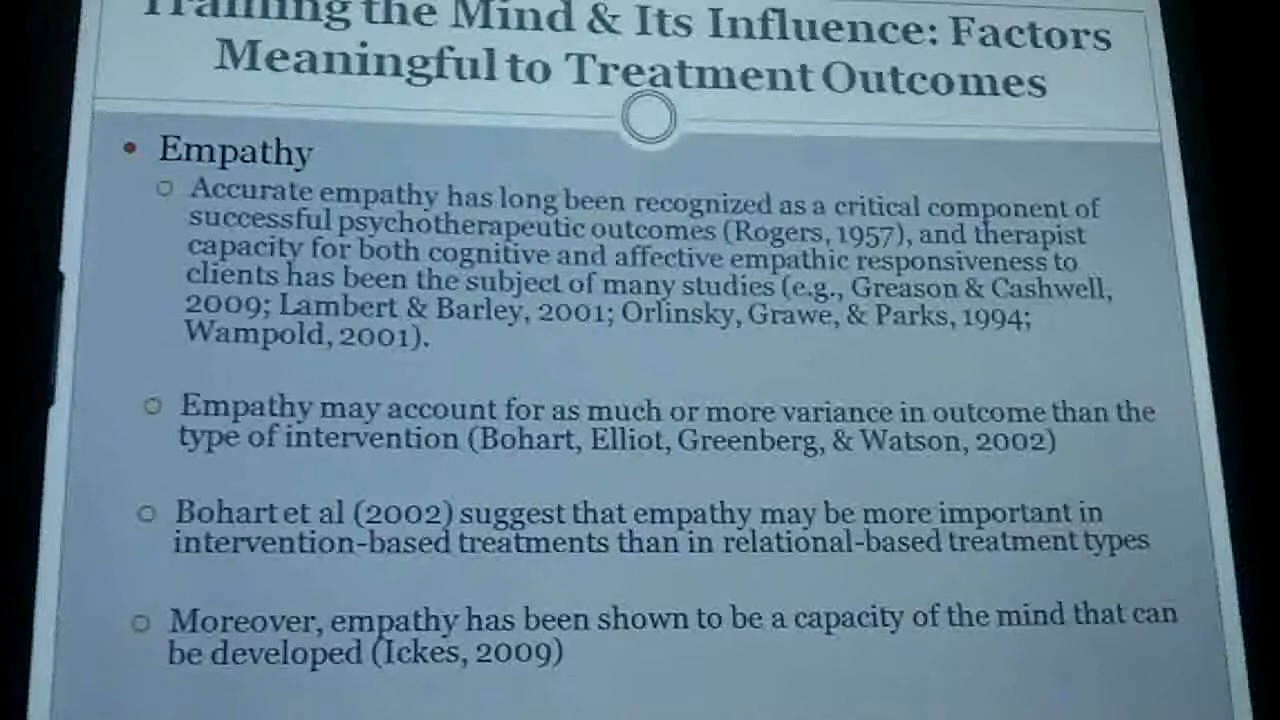 Training the Mind & Its Influence: Factors
Meaningful to Treatment Outcomes
Empathy
Accurate empathy has long been recognized as a critical component of
successful psychotherapeutic outcomes (Rogers, 1957), and therapist
capacity for both cognitive and affective empathic responsiveness to
clients has been the subject of many studies (e.g., Greason & Cashwell,
2009; Lambert & Barley, 2001; Orlinsky, Grawe, & Parks, 1994;
Wampold, 2001).
Empathy may account for as much or more variance in outcome than the
type of intervention (Bohart, Elliot, Greenberg, & Watson, 2002)
Bohart et al (2002) suggest that empathy may be more important in
intervention-based treatments than in relational-based treatment types
Moreover, empathy has been shown to be a capacity of the mind that can
be developed (Ickes, 2009)